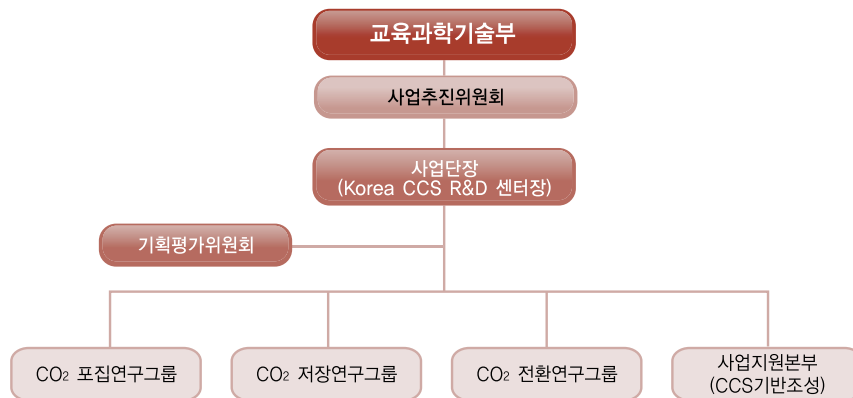 교육과학기술부
사업추진위원회
사업단장
(Korea CCS R&D 센터장)
기획평가위원회
CO₂ 포집연구그룹
CO₂ 저장연구그룹
CO₂ 전환연구그룹
사업지원본부
(CCS기반조성)